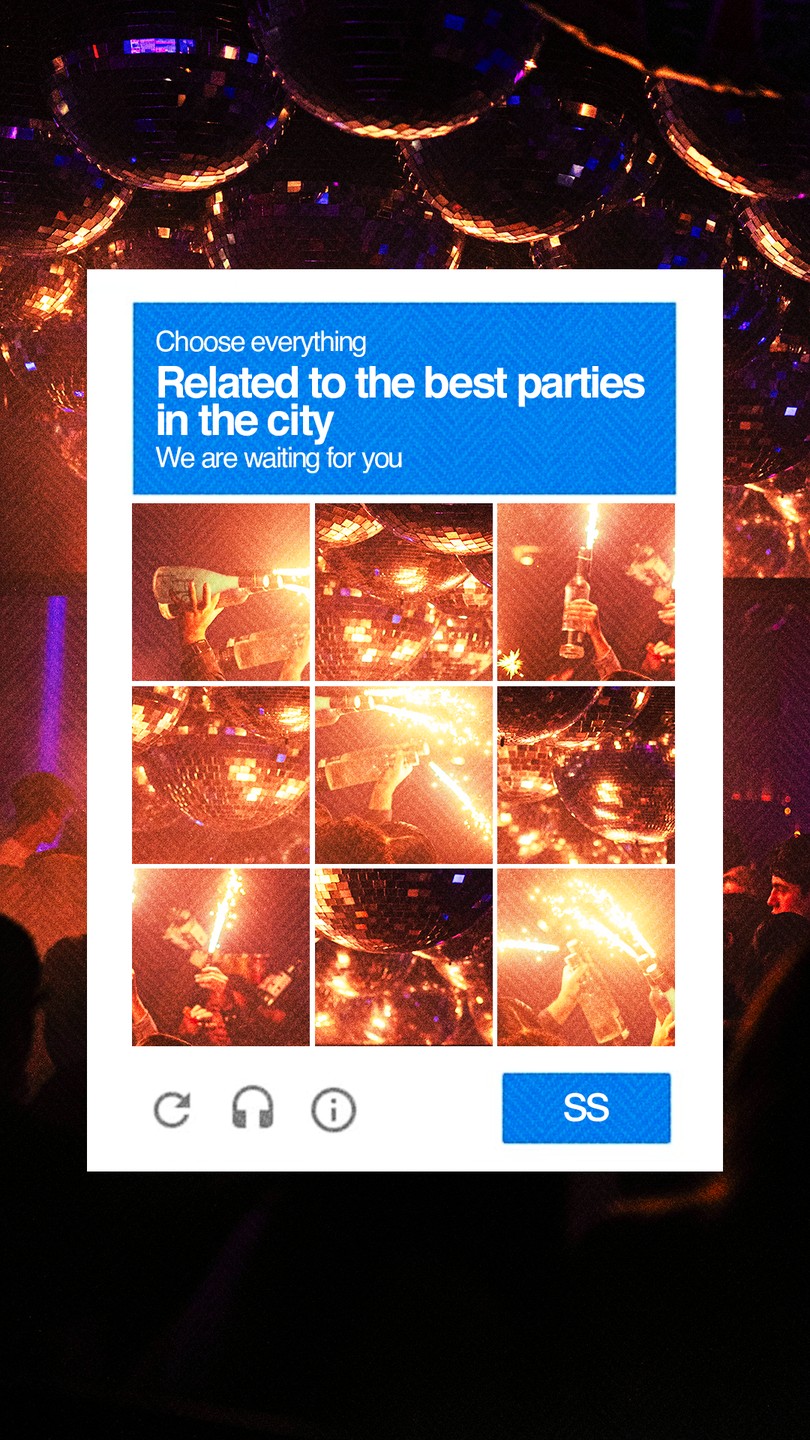 Choose everything
Related to the best parties
in the city
We are waiting for you
SS